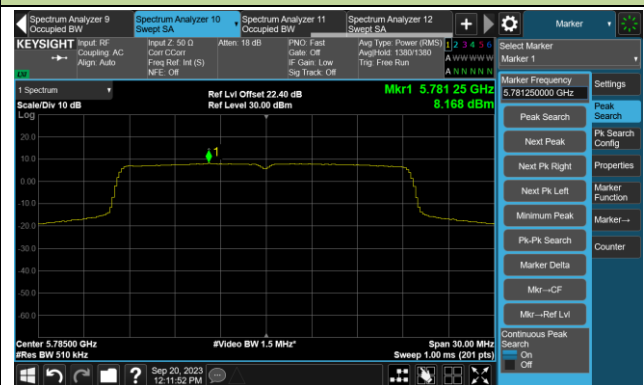 Spectrum Analyzer 9
Occupied BW
Spectrum Analyzer 10
Swept SA
Spectrum Analyzer 11
Occupied BW
Spectrum Analyzer 12
Swept SA
Marker
KEYSIGHT
Input: RF
Coupling: AC
Align: Auto
Input Z: 50 Ω
Corr CCorr
Freq Ref: Int (S)
NFE: Off
Atten: 18 dB
PNO: Fast
Gate: Off
IF Gain: Low
Sig Track: Off
Avg Type: Power (RMS)
Avg|Hold: 1380/1380
Trig: Free Run
1 2 3 4 5 6
A W W W W W
A N N N N N
LXI
Select Marker
Marker 1
1 Spectrum
Scale/Div 10 dB
Log
Ref Lvl Offset 22.40 dB
Ref Level 30.00 dBm
Mkr1 5.781 25 GHz
8.168 dBm
20.0
10.0
0.00
-10.0
-20.0
-30.0
-40.0
-50.0
-60.0
1
Center 5.78500 GHz
#Res BW 510 kHz
#Video BW 1.5 MHz*
Span 30.00 MHz
Sweep 1.00 ms (201 pts)
Marker Frequency
5.781250000 GHz
Peak Search
Next Peak
Next Pk Right
Next Pk Left
Minimum Peak
Pk-Pk Search
Marker Delta
Mkr→CF
Mkr→Ref Lvl
Continuous Peak
Search
On
Off
Settings
Peak
Search
Pk Search
Config
Properties
Marker
Function
Marker→
Counter
Sep 20, 2023
12:11:52 PM